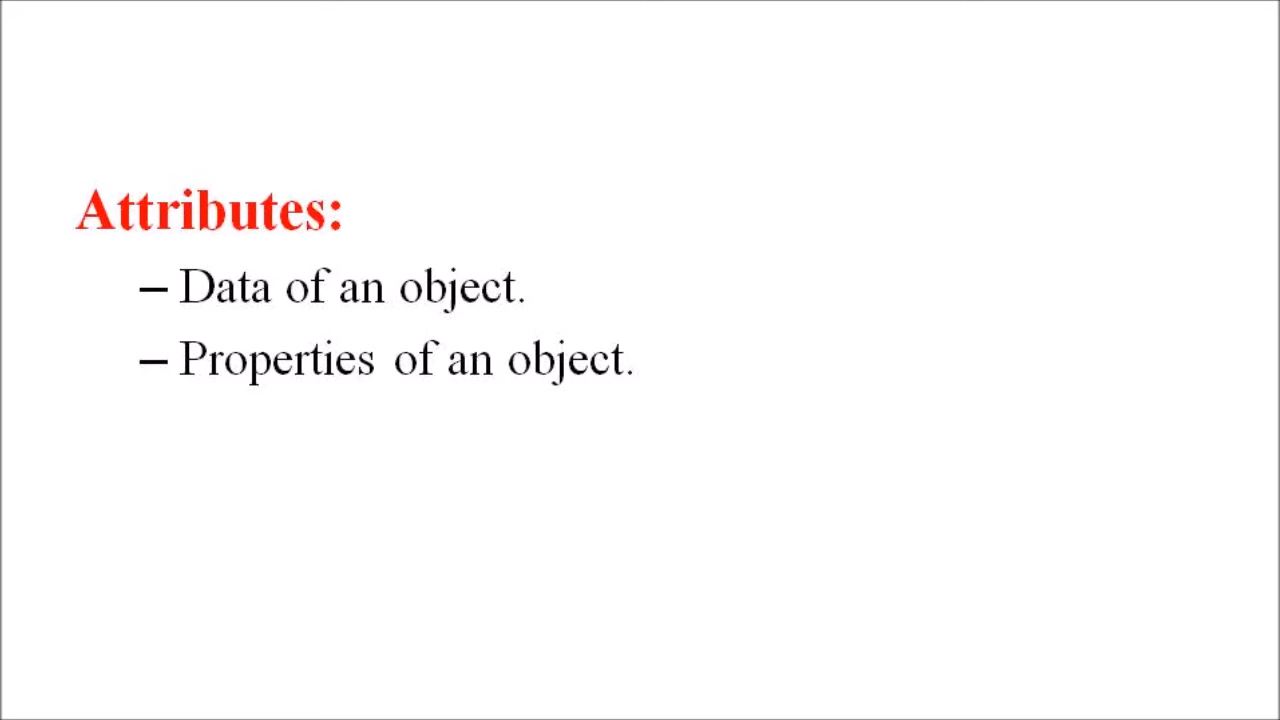 Attributes:
– Data of an object.
– Properties of an object.